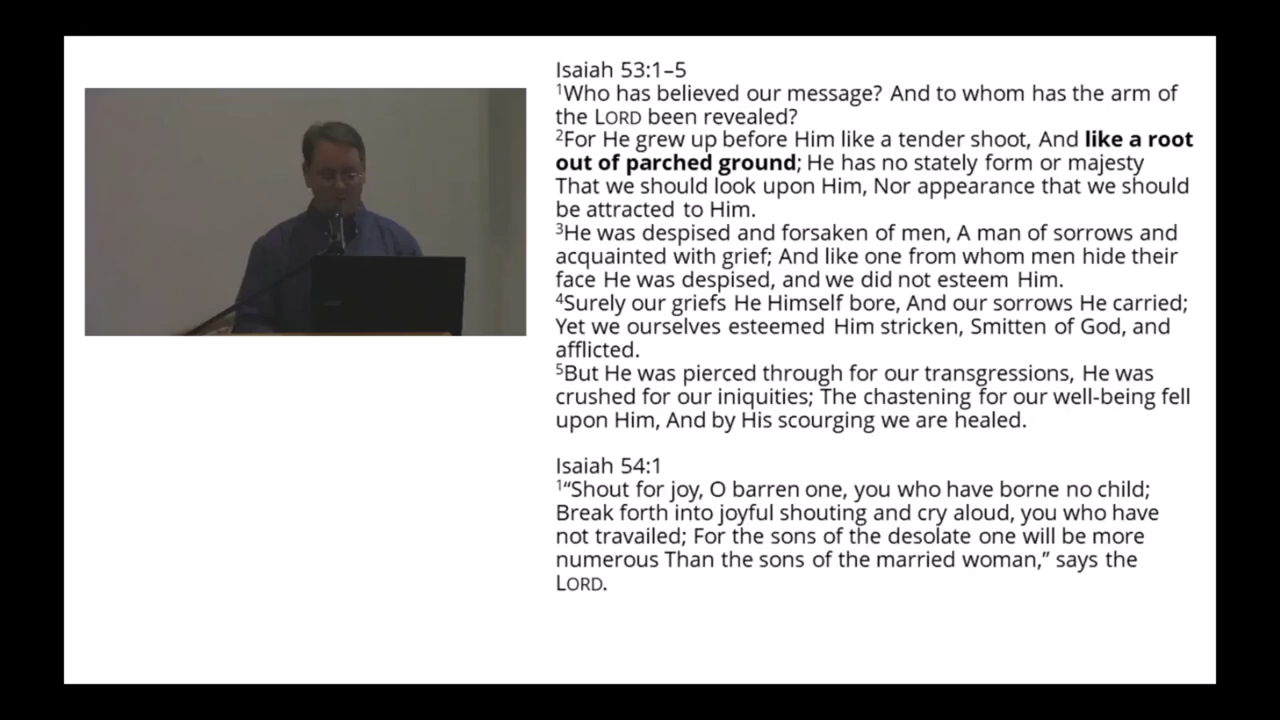 Isaiah 53:1–5
¹Who has believed our message? And to whom has the arm of
the LORD been revealed?
²For He grew up before Him like a tender shoot, And like a root
out of parched ground; He has no stately form or majesty
That we should look upon Him, Nor appearance that we should
be attracted to Him.
³He was despised and forsaken of men, A man of sorrows and
acquainted with grief; And like one from whom men hide their
face He was despised, and we did not esteem Him.
⁴Surely our griefs He Himself bore, And our sorrows He carried;
Yet we ourselves esteemed Him stricken, Smitten of God, and
afflicted.
⁵But He was pierced through for our transgressions, He was
crushed for our iniquities; The chastening for our well-being fell
upon Him, And by His scourging we are healed.
Isaiah 54:1
¹“Shout for joy, O barren one, you who have borne no child;
Break forth into joyful shouting and cry aloud, you who have
not travailed; For the sons of the desolate one will be more
numerous Than the sons of the married woman,” says the
LORD.